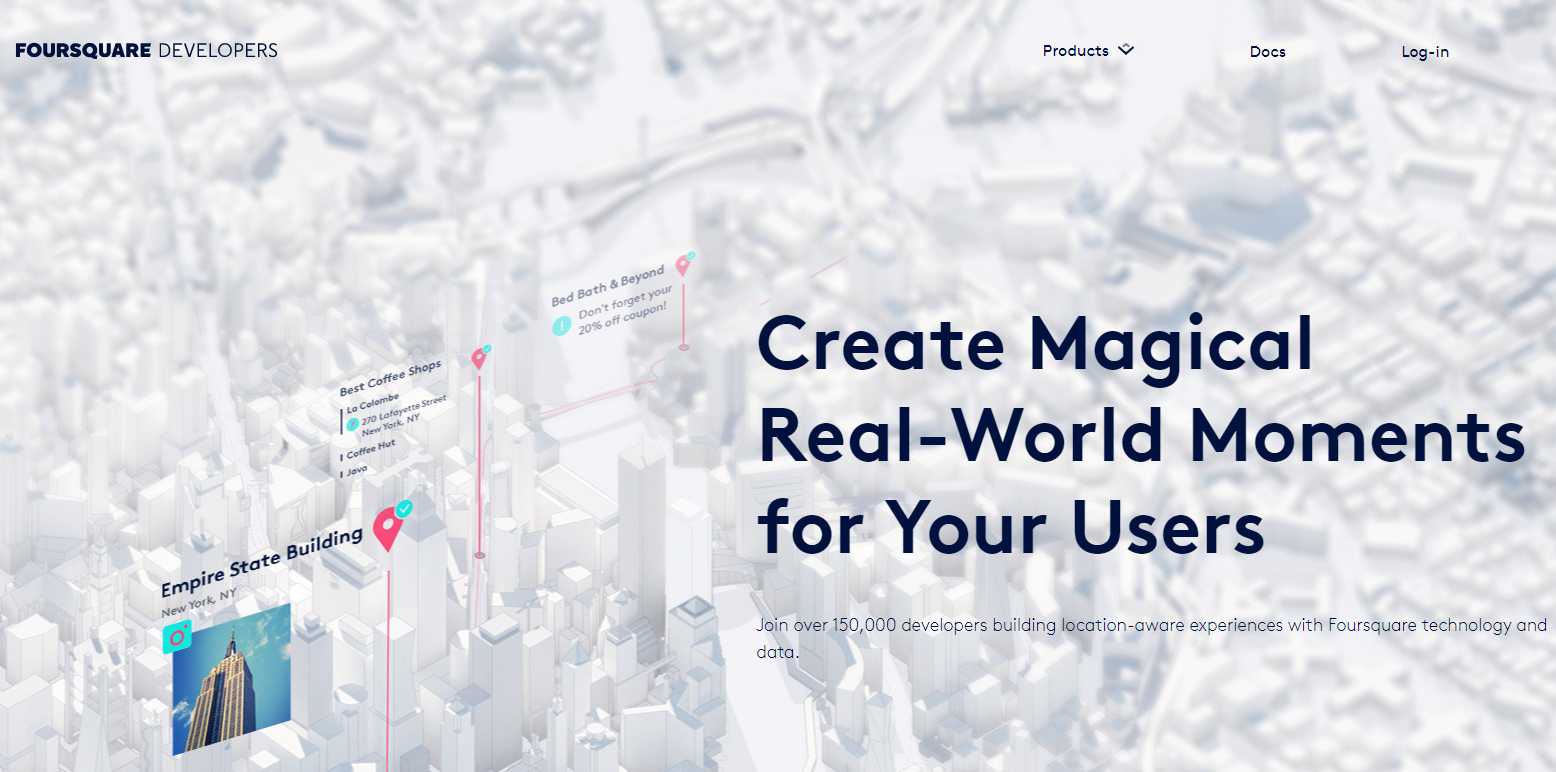 FOURSQUARE DEVELOPERS
Products
Docs
Log-in
Bed Bath & Beyond
Don't forget your
20% off coupon!
!
Best Coffee Shops
La Colombe
270 Lafayette Street
New York, NY
Coffee Hut
Java
Empire State Building
New York, NY
Create Magical
Real-World Moments
for Your Users
Join over 150,000 developers building location-aware experiences with Foursquare technology and
data.